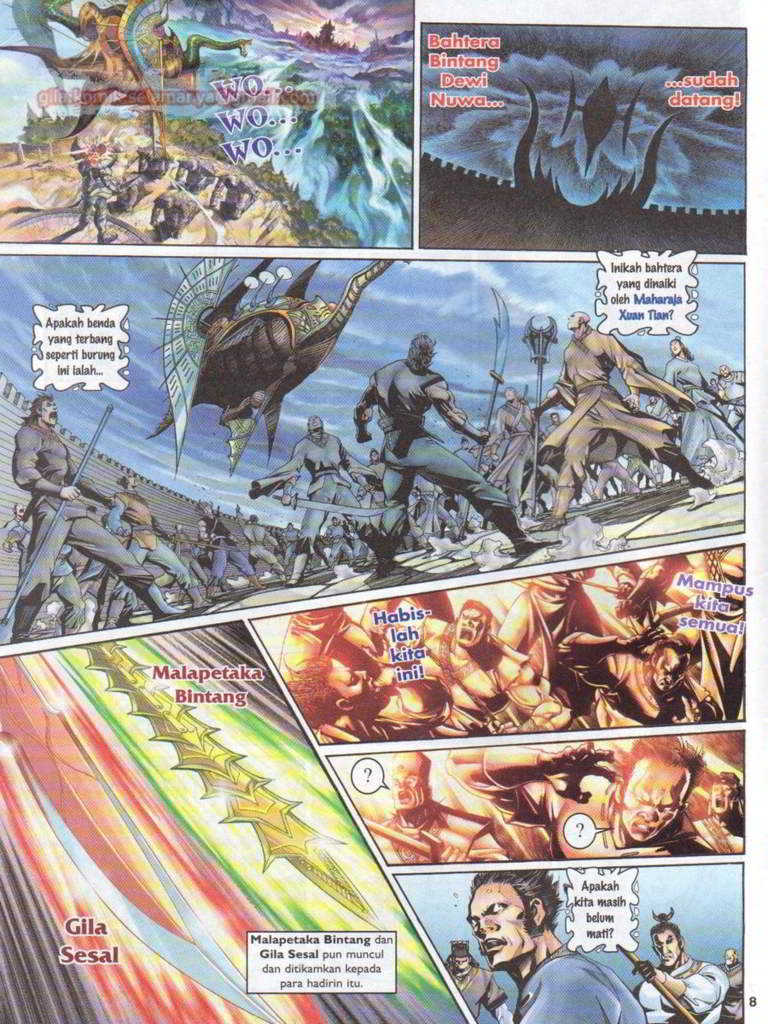 WO...
WO...
WO...
Bahtera
Bintang
Dewi
Nuwa...
...sudah
datang!
Apakah benda
yang terbang
seperti burung
ini ialah...
Inikah bahtera
yang dinaiki
oleh Maharaja
Xuan Tian?
Habis-
lah
kita
ini!
Mampus
kita
semua!
Malapetaka
Bintang
Gila
Sesal
Malapetaka Bintang dan
Gila Sesal pun muncul
dan ditikamkan kepada
para hadirin itu.
?
?
Apakah
kita masih
belum
mati?
8